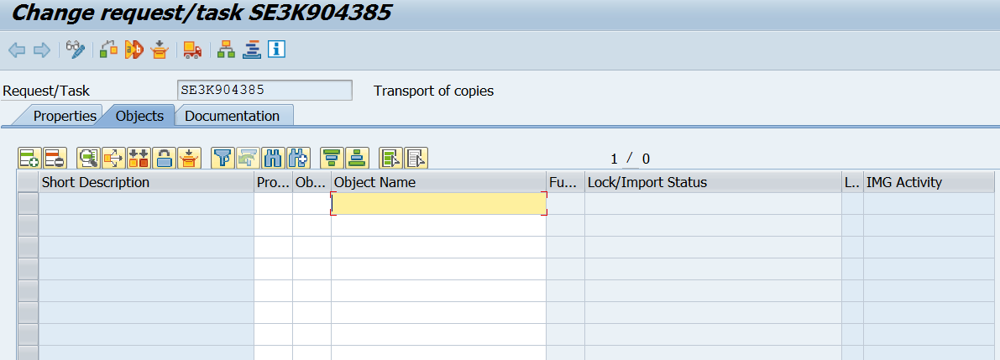 Change request/task SE3K904385
Request/Task SE3K904385 Transport of copies
Properties Objects Documentation
1 / 0
Short Description Pro... Ob... Object Name Fu... Lock/Import Status L.. IMG Activity